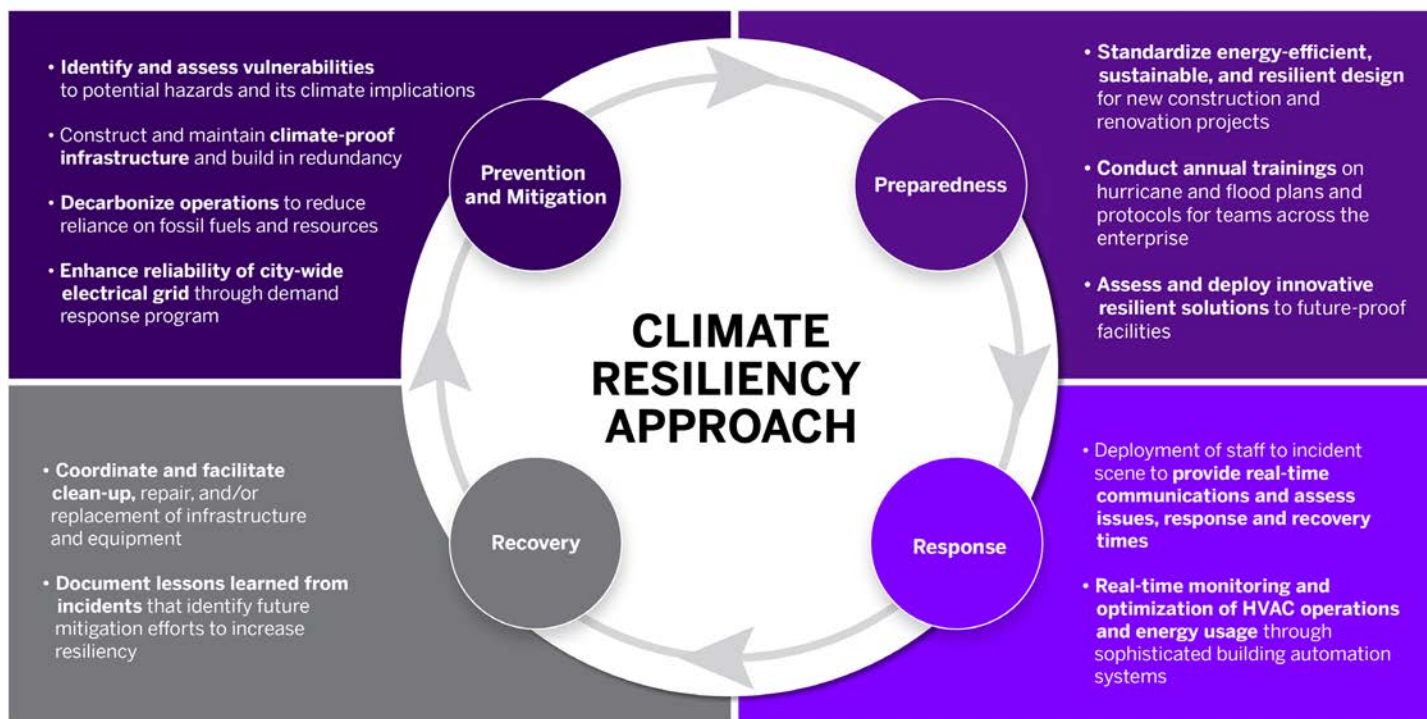 • Identify and assess vulnerabilities
to potential hazards and its climate implications
• Construct and maintain climate-proof
infrastructure and build in redundancy
• Decarbonize operations to reduce
reliance on fossil fuels and resources
• Enhance reliability of city-wide
electrical grid through demand
response program
Prevention
and Mitigation
Preparedness
• Standardize energy-efficient,
sustainable, and resilient design
for new construction and
renovation projects
• Conduct annual trainings on
hurricane and flood plans and
protocols for teams across the
enterprise
• Assess and deploy innovative
resilient solutions to future-proof
facilities
CLIMATE
RESILIENCY
APPROACH
• Coordinate and facilitate
clean-up, repair, and/or
replacement of infrastructure
and equipment
• Document lessons learned from
incidents that identify future
mitigation efforts to increase
resiliency
Recovery
Response
• Deployment of staff to incident
scene to provide real-time
communications and assess
issues, response and recovery
times
• Real-time monitoring and
optimization of HVAC operations
and energy usage through
sophisticated building automation
systems